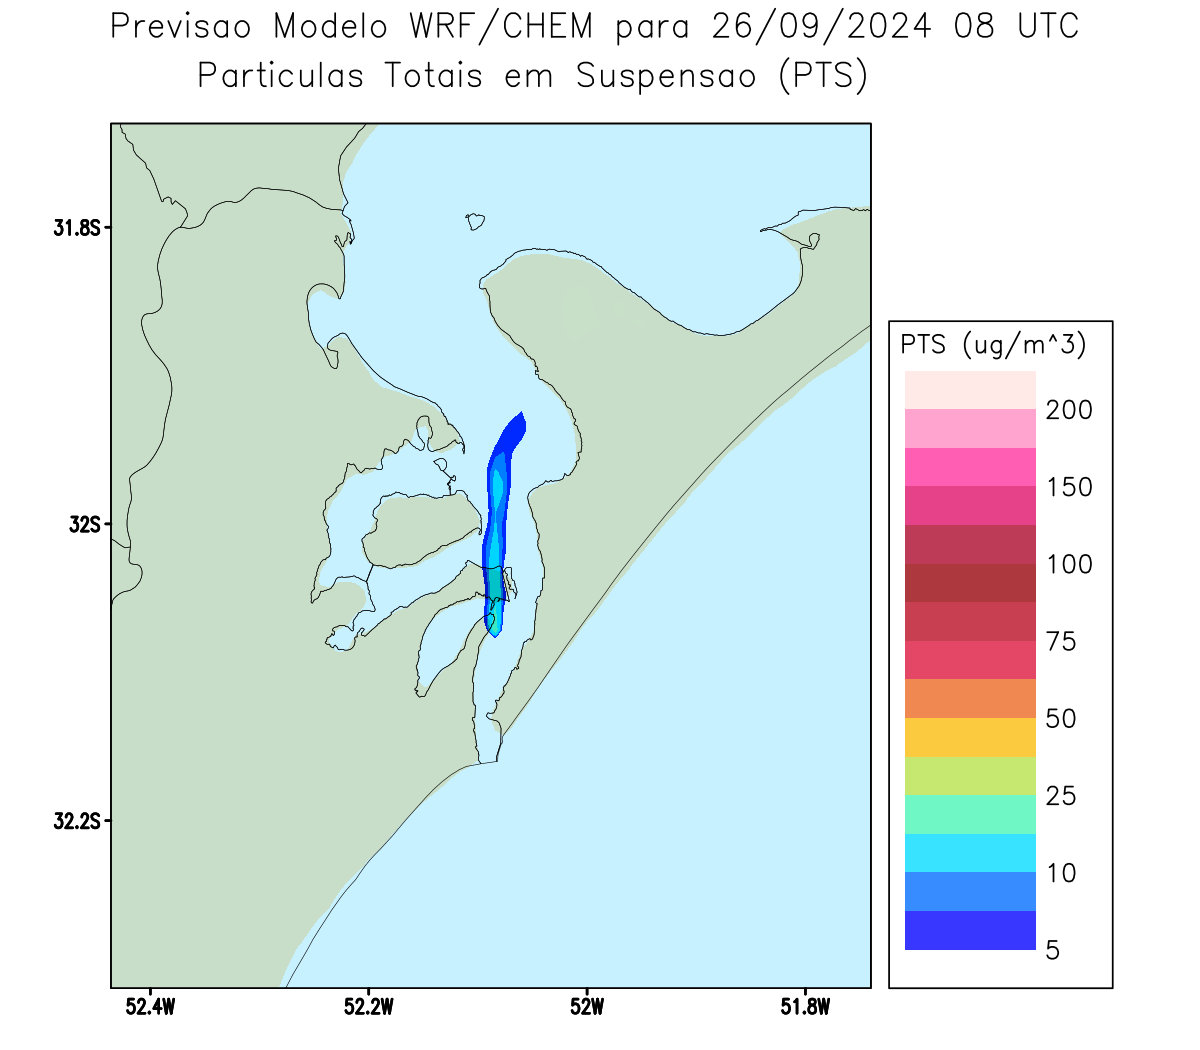 Previsao Modelo WRF/CHEM para 26/09/2024 08 UTC
Particulas Totais em Suspensao (PTS)
31.8S
32S
32.2S
52.4W
52.2W
52W
51.8W
PTS (ug/m^3)
200
150
100
75
50
25
10
5